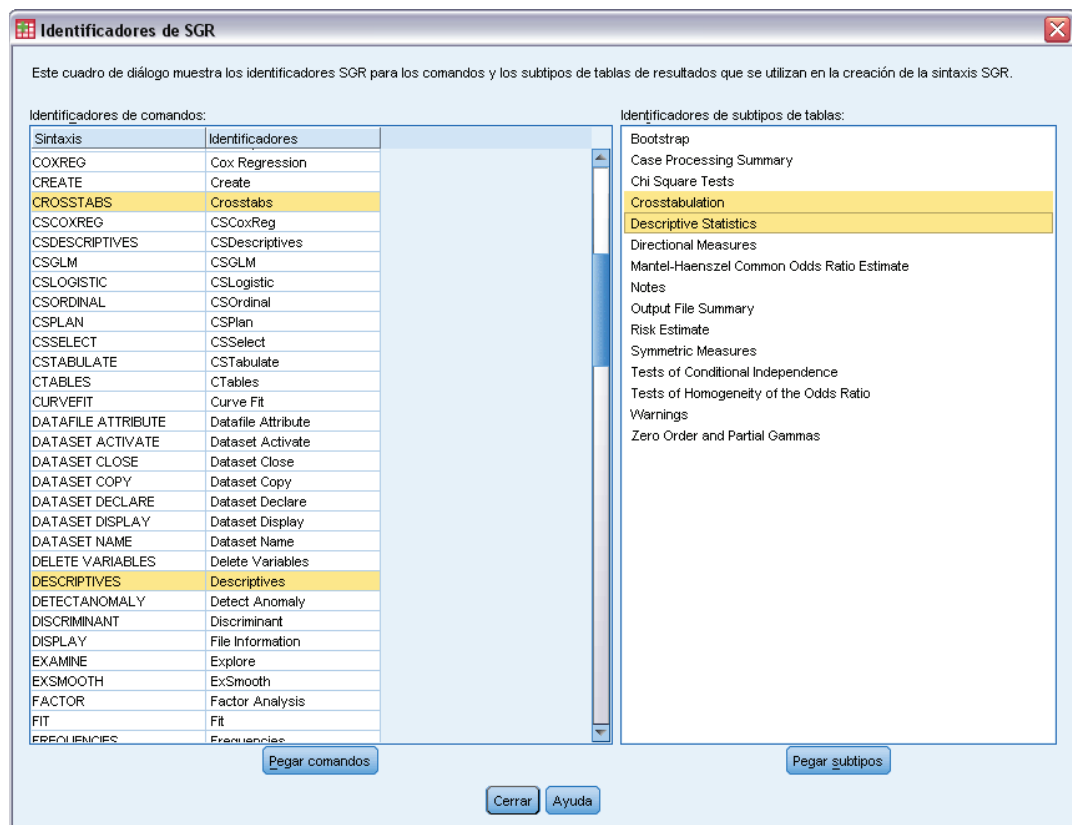 Identificadores de SGR
Este cuadro de diálogo muestra los identificadores SGR para los comandos y los subtipos de tablas de resultados que se utilizan en la creación de la sintaxis SGR.
Identificadores de comandos:
Sintaxis Identificadores
COXREG Cox Regression
CREATE Create
CROSSTABS Crosstabs
CSCOXREG CSCoxReg
CSDESCRIPTIVES CSDescriptives
CSGLM CSGLM
CSLOGISTIC CSLogistic
CSORDINAL CSOrdinal
CSPLAN CSPlan
CSSELECT CSSelect
CSTABULATE CSTabulate
CTABLES CTables
CURVEFIT Curve Fit
DATAFILE ATTRIBUTE Datafile Attribute
DATASET ACTIVATE Dataset Activate
DATASET CLOSE Dataset Close
DATASET COPY Dataset Copy
DATASET DECLARE Dataset Declare
DATASET DISPLAY Dataset Display
DATASET NAME Dataset Name
DELETE VARIABLES Delete Variables
DESCRIPTIVES Descriptives
DETECTANOMALY Detect Anomaly
DISCRIMINANT Discriminant
DISPLAY File Information
EXAMINE Explore
EXSMOOTH ExSmooth
FACTOR Factor Analysis
FIT Fit
FREQUENCIES Frequencies
Pegar comandos
Identificadores de subtipos de tablas:
Bootstrap
Case Processing Summary
Chi Square Tests
Crosstabulation
Descriptive Statistics
Directional Measures
Mantel-Haenszel Common Odds Ratio Estimate
Notes
Output File Summary
Risk Estimate
Symmetric Measures
Tests of Conditional Independence
Tests of Homogeneity of the Odds Ratio
Warnings
Zero Order and Partial Gammas
Pegar subtipos
Cerrar Ayuda